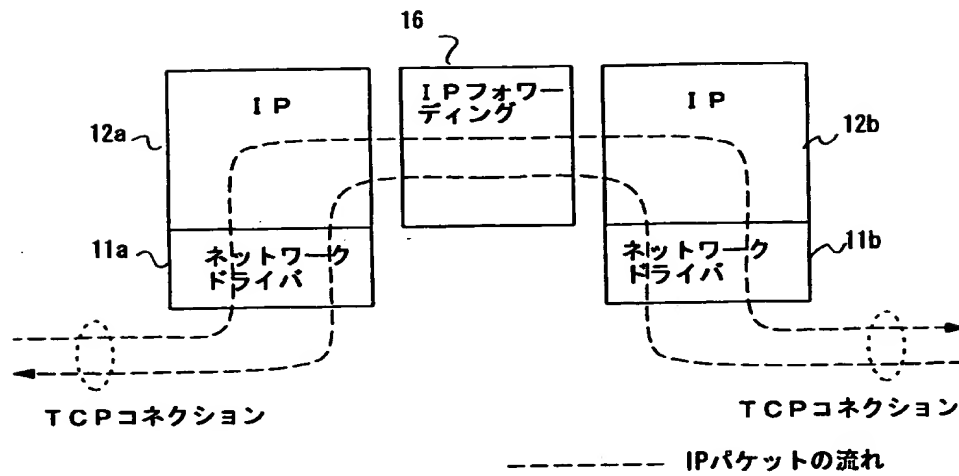 16
IP
IPフォワー
ディング
IP
12a
12b
11a
ネットワーク
ドライバ
ネットワーク
ドライバ
11b
TCPコネクション
TCPコネクション
IPパケットの流れ